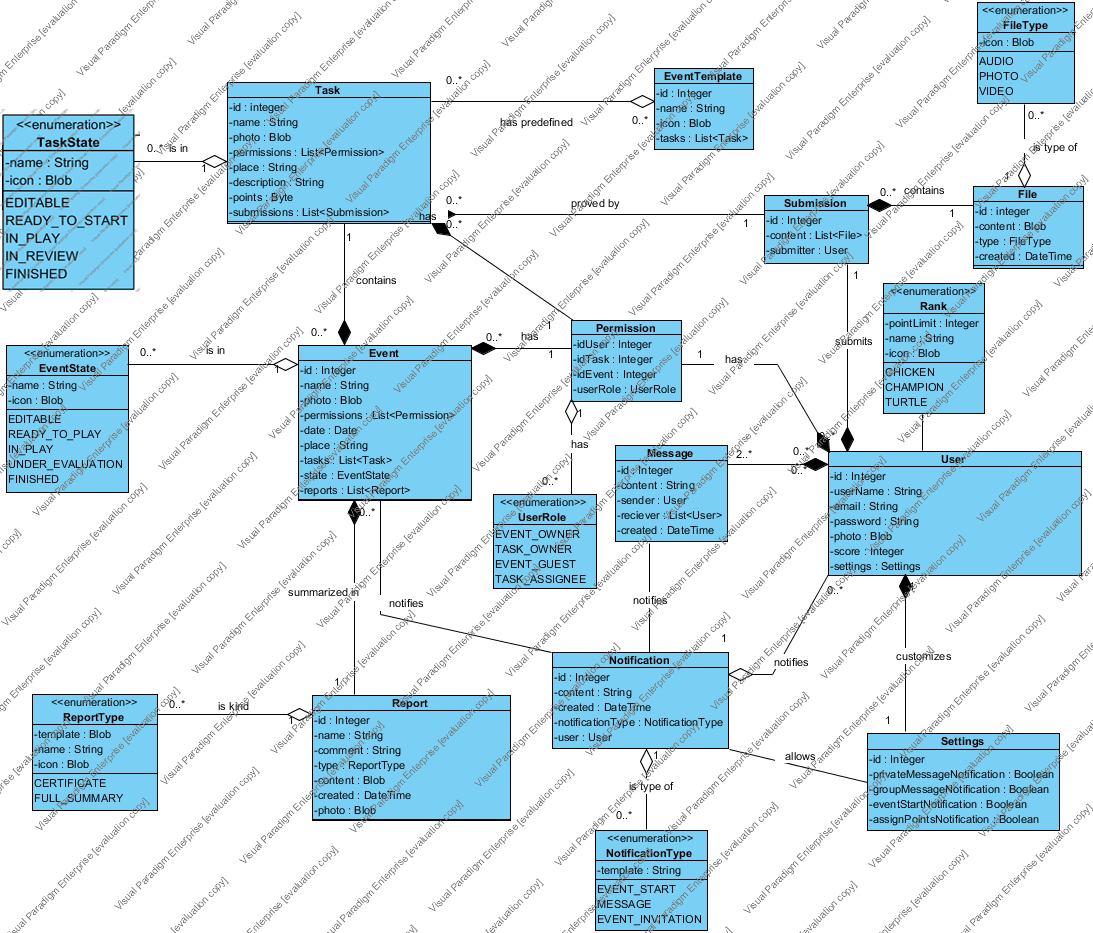 <<enumeration>>
FileType
-icon : Blob
AUDIO
PHOTO
VIDEO
0..*
is type of
1
File
-id : integer
-content : Blob
-type : FileType
-created : DateTime
0..*
contains
1
Submission
-id : Integer
-content : List<File>
-submitter : User
1
proved by
0..*
EventTemplate
-id : Integer
-name : String
-icon : Blob
-tasks : List<Task>
0..*
has predefined
0..*
Task
-id : integer
-name : String
-photo : Blob
-permissions : List<Permission>
-place : String
-description : String
-points : Byte
-submissions : List<Submission>
<<enumeration>>
TaskState
-name : String
-icon : Blob
EDITABLE
READY_TO_START
IN_PLAY
IN_REVIEW
FINISHED
0..*
is in
1
has
0..*
1
1
contains
0..*
<<enumeration>>
EventState
-name : String
-icon : Blob
EDITABLE
READY_TO_PLAY
IN_PLAY
UNDER_EVALUATION
FINISHED
0..*
is in
1
Event
-id : Integer
-name : String
-photo : Blob
-permissions : List<Permission>
-date : Date
-place : String
-tasks : List<Task>
-state : EventState
-reports : List<Report>
0..*
has
1
Permission
-idUser : Integer
-idTask : Integer
-idEvent : Integer
-userRole : UserRole
1
has
0..*
1
has
0..*
<<enumeration>>
UserRole
EVENT_OWNER
TASK_OWNER
EVENT_GUEST
TASK_ASSIGNEE
1
submits
0..*
<<enumeration>>
Rank
-pointLimit : Integer
-name : String
-icon : Blob
CHICKEN
CHAMPION
TURTLE
Message
-id : Integer
-content : String
-sender : User
-reciever : List<User>
-created : DateTime
2..*
0..*
User
-id : Integer
-userName : String
-email : String
-password : String
-photo : Blob
-score : Integer
-settings : Settings
0..*
summarized in
1
notifies
notifies
0..*
notifies
1
1
customizes
1
<<enumeration>>
ReportType
-template : Blob
-name : String
-icon : Blob
CERTIFICATE
FULL_SUMMARY
0..*
is kind
1
Report
-id : Integer
-name : String
-comment : String
-type : ReportType
-content : Blob
-created : DateTime
-photo : Blob
Notification
-id : Integer
-content : String
-created : DateTime
-notificationType : NotificationType
-user : User
allows
Settings
-id : Integer
-privateMessageNotification : Boolean
-groupMessageNotification : Boolean
-eventStartNotification : Boolean
-assignPointsNotification : Boolean
1
is type of
0..*
<<enumeration>>
NotificationType
-template : String
EVENT_START
MESSAGE
EVENT_INVITATION
Visual Paradigm Enterprise [evaluation copy]